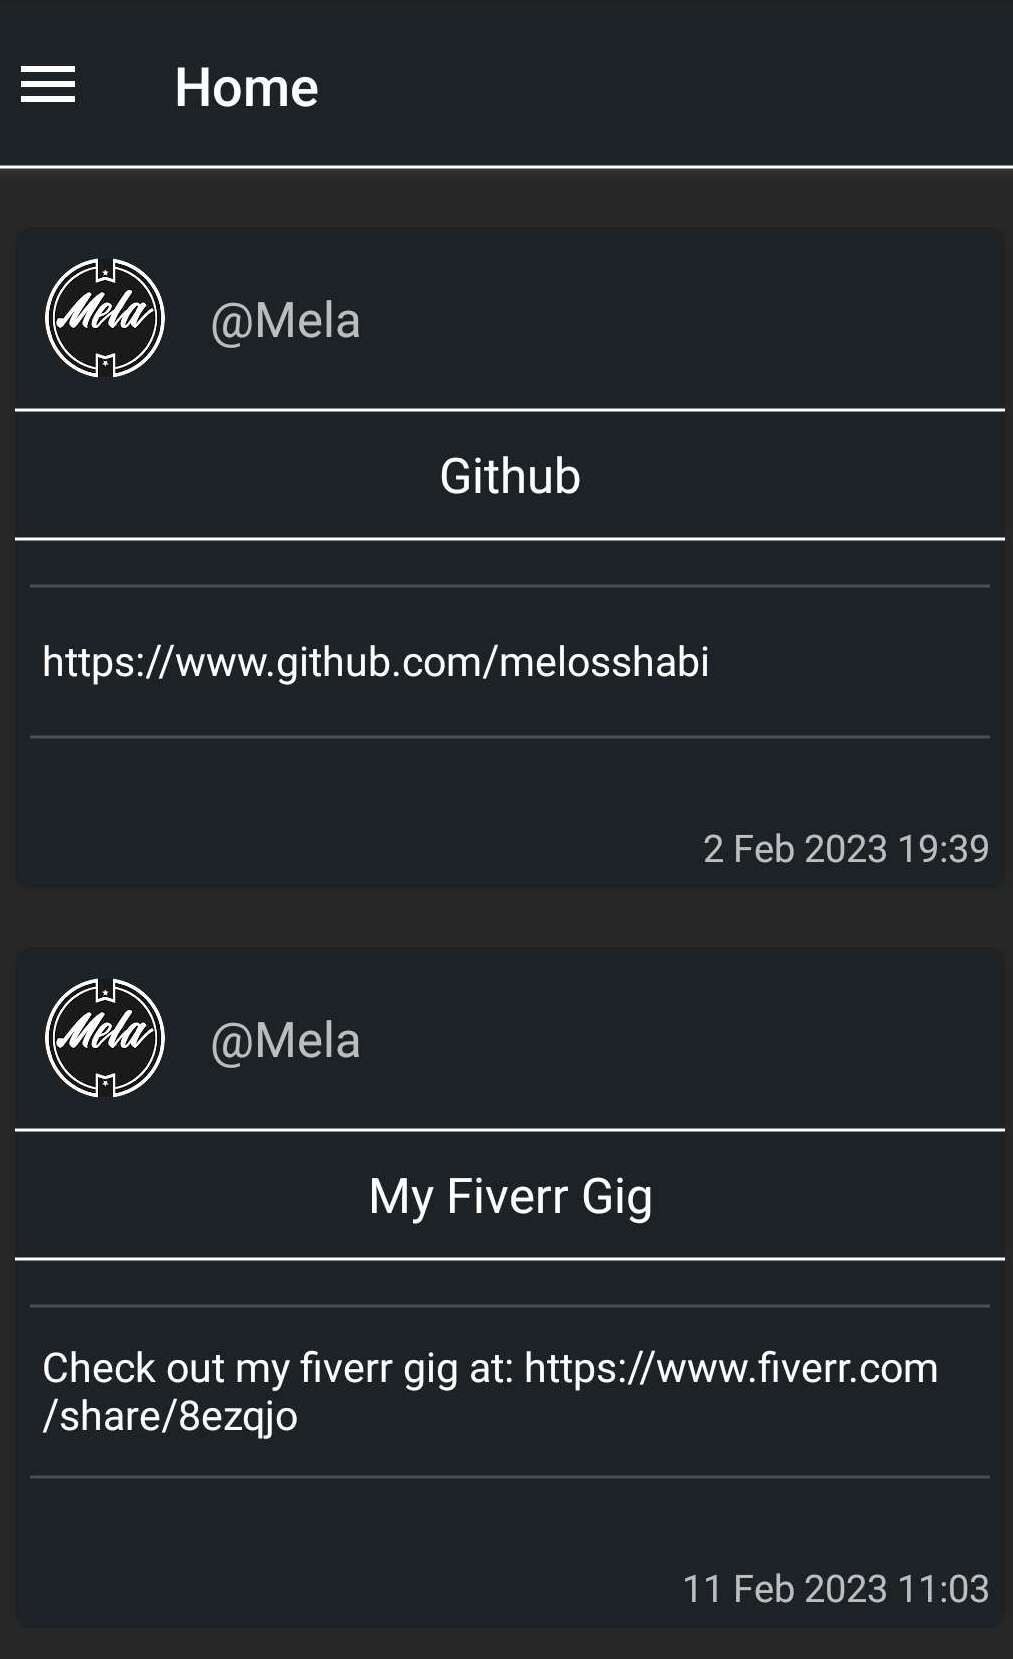 Home
Mela
@Mela
Github
https://www.github.com/melosshabi
2 Feb 2023 19:39
Mela
@Mela
My Fiverr Gig
Check out my fiverr gig at: https://www.fiverr.com
/share/8ezqjo
11 Feb 2023 11:03